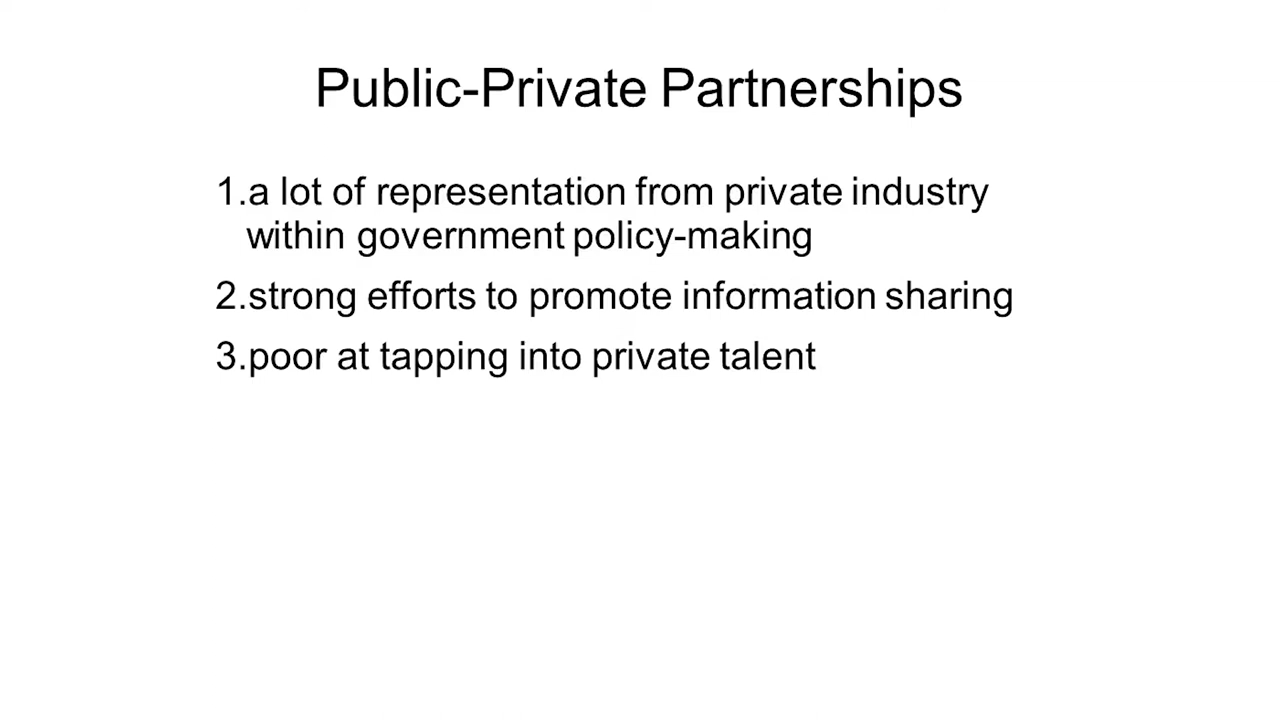 Public-Private Partnerships
1.a lot of representation from private industry
within government policy-making
2.strong efforts to promote information sharing
3.poor at tapping into private talent